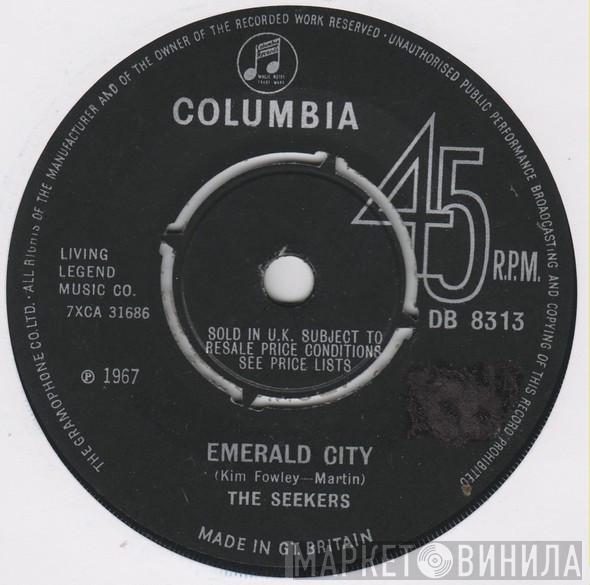 THE GRAMOPHONE CO. LTD. · ALL RIGHTS OF THE MANUFACTURER AND OF THE OWNER OF THE RECORDED WORK RESERVED · UNAUTHORISED PUBLIC PERFORMANCE BROADCASTING AND COPYING OF THIS RECORD PROHIBITED
COLUMBIA
45
R.P.M.
LIVING
LEGEND
MUSIC CO.
7XCA 31686
DB 8313
SOLD IN U.K. SUBJECT TO
RESALE PRICE CONDITIONS
SEE PRICE LISTS
℗ 1967
EMERALD CITY
(Kim Fowley—Martin)
THE SEEKERS
MADE IN GT. BRITAIN
МАРКЕТ ВИНИЛА